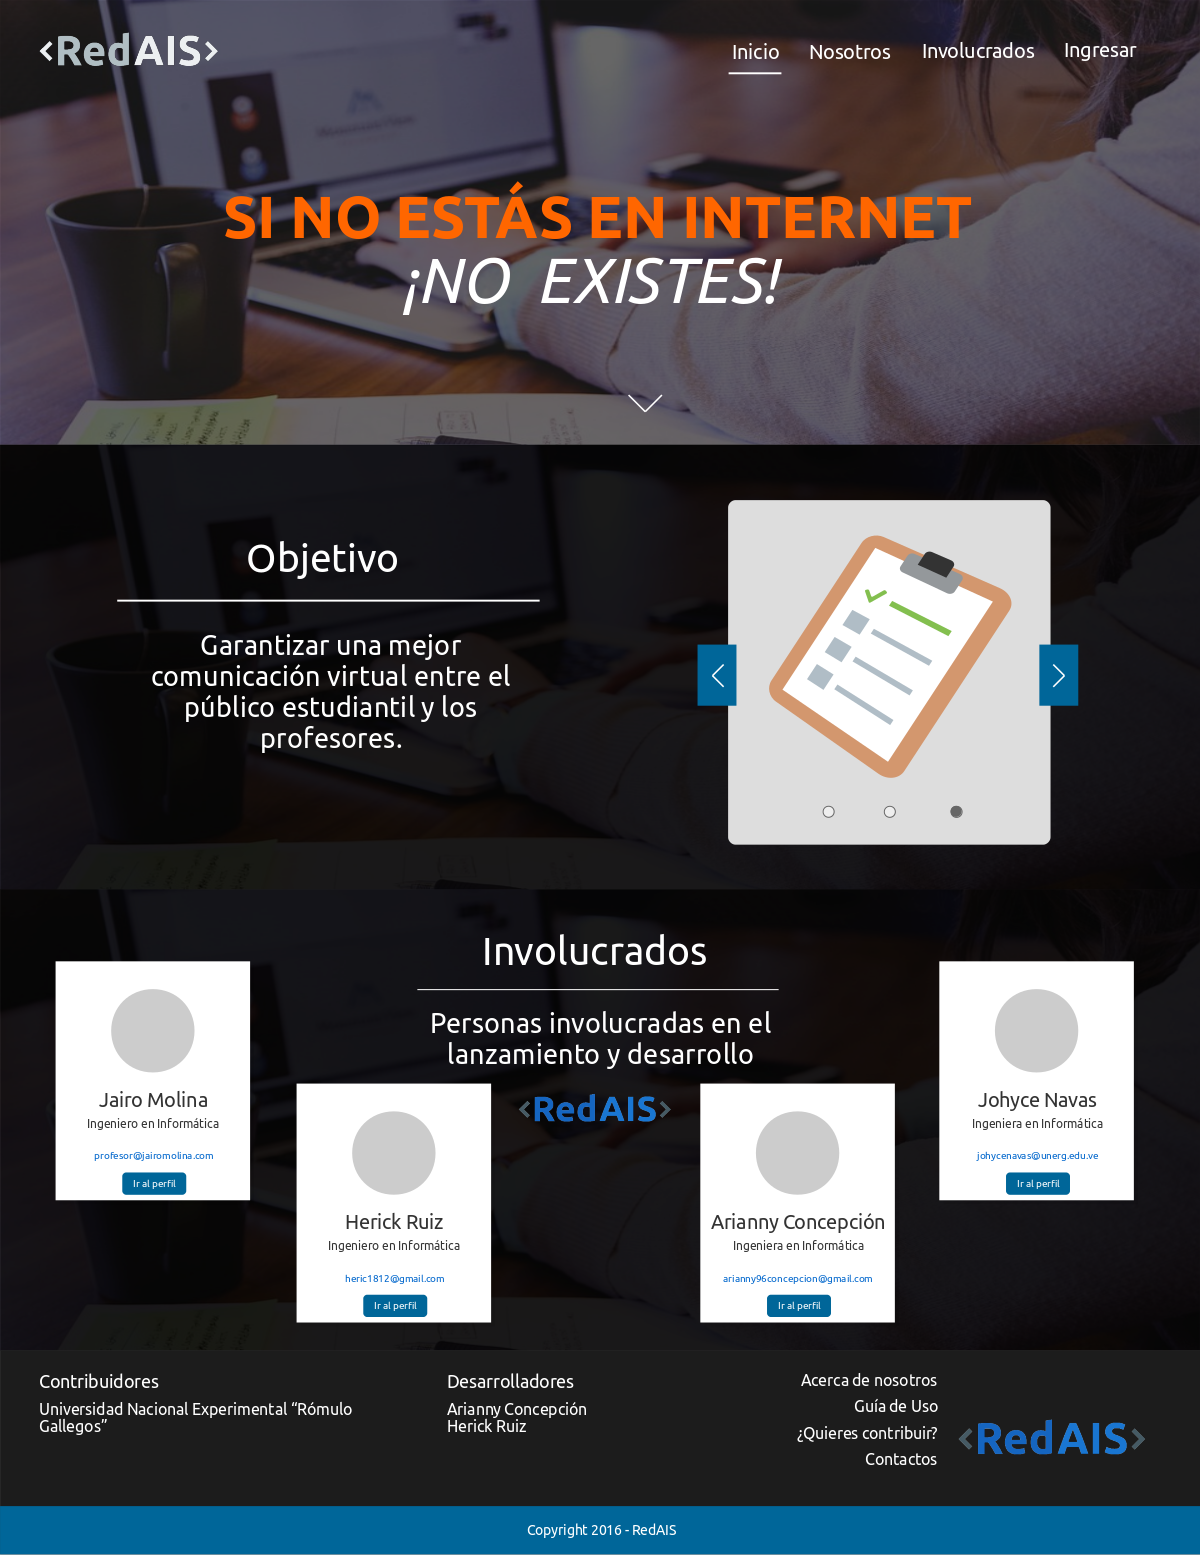 <RedAIS>
Inicio
Nosotros
Involucrados
Ingresar
SI NO ESTÁS EN INTERNET
¡NO EXISTES!
Objetivo
Garantizar una mejor
comunicación virtual entre el
público estudiantil y los
profesores.
Involucrados
Personas involucradas en el
lanzamiento y desarrollo
<RedAIS>
Jairo Molina
Ingeniero en Informática
profesor@jairomolina.com
Ir al perfil
Herick Ruiz
Ingeniero en Informática
heric1812@gmail.com
Ir al perfil
Arianny Concepción
Ingeniera en Informática
arianny96concepcion@gmail.com
Ir al perfil
Johyce Navas
Ingeniera en Informática
johycenavas@unerg.edu.ve
Ir al perfil
Contribuidores
Universidad Nacional Experimental “Rómulo
Gallegos”
Desarrolladores
Arianny Concepción
Herick Ruiz
Acerca de nosotros
Guía de Uso
¿Quieres contribuir?
Contactos
<RedAIS>
Copyright 2016 - RedAIS